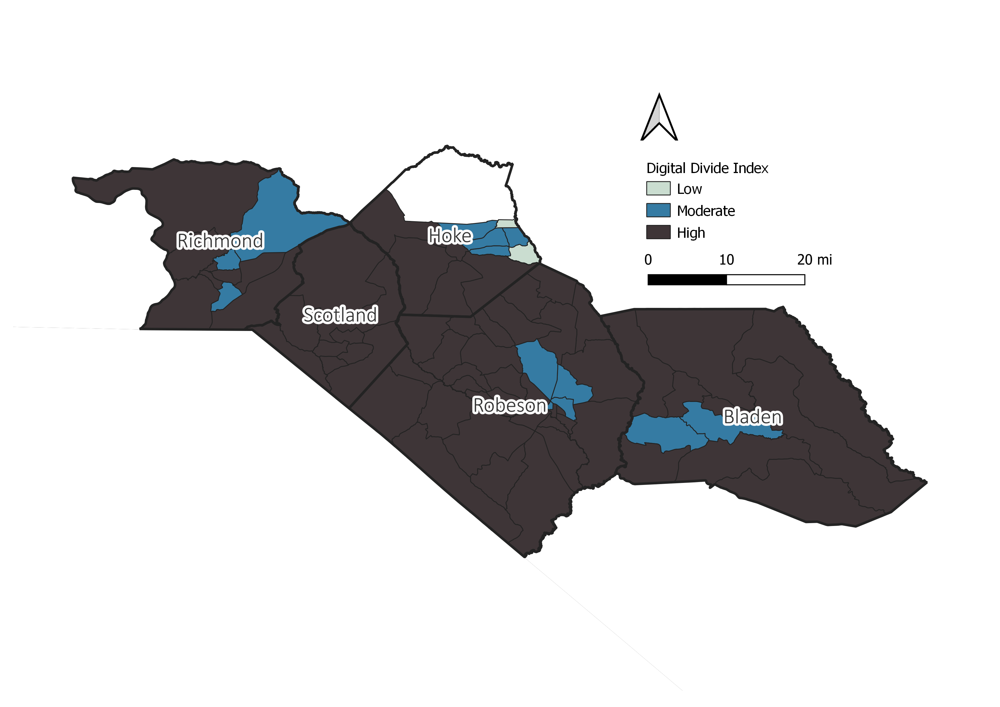 Digital Divide Index
Low
Moderate
High
0 10 20 mi
Richmond
Hoke
Scotland
Robeson
Bladen